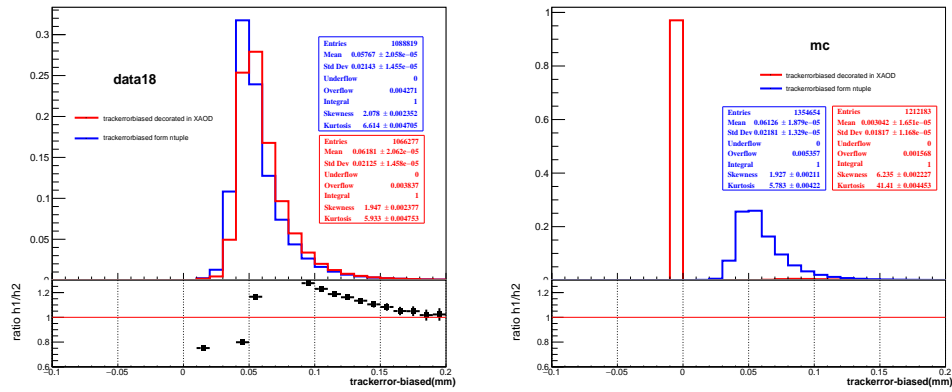 data18
trackerrorbiased decorated in XAOD
trackerrorbiased form ntuple
Entries 1088819
Mean 0.05767 ± 2.058e−05
Std Dev 0.02143 ± 1.455e−05
Underflow 0
Overflow 0.004271
Integral 1
Skewness 2.078 ± 0.002352
Kurtosis 6.614 ± 0.004705
Entries 1066277
Mean 0.06181 ± 2.062e−05
Std Dev 0.02125 ± 1.458e−05
Underflow 0
Overflow 0.003837
Integral 1
Skewness 1.947 ± 0.002377
Kurtosis 5.933 ± 0.004753
0.3
0.25
0.2
0.15
0.1
0.05
0
ratio h1/h2
1.2
1
0.8
0.6
−0.1 −0.05 0 0.05 0.1 0.15 0.2
trackerror-biased(mm)
mc
trackerrorbiased decorated in XAOD
trackerrorbiased form ntuple
Entries 1354654
Mean 0.06126 ± 1.879e−05
Std Dev 0.02181 ± 1.329e−05
Underflow 0
Overflow 0.005357
Integral 1
Skewness 1.927 ± 0.00211
Kurtosis 5.783 ± 0.00422
Entries 1212183
Mean 0.003042 ± 1.651e−05
Std Dev 0.01817 ± 1.168e−05
Underflow 0
Overflow 0.001568
Integral 1
Skewness 6.235 ± 0.002227
Kurtosis 41.41 ± 0.004453
1
0.8
0.6
0.4
0.2
0
ratio h1/h2
1.2
1
0.8
0.6
−0.1 −0.05 0 0.05 0.1 0.15 0.2
trackerror-biased(mm)